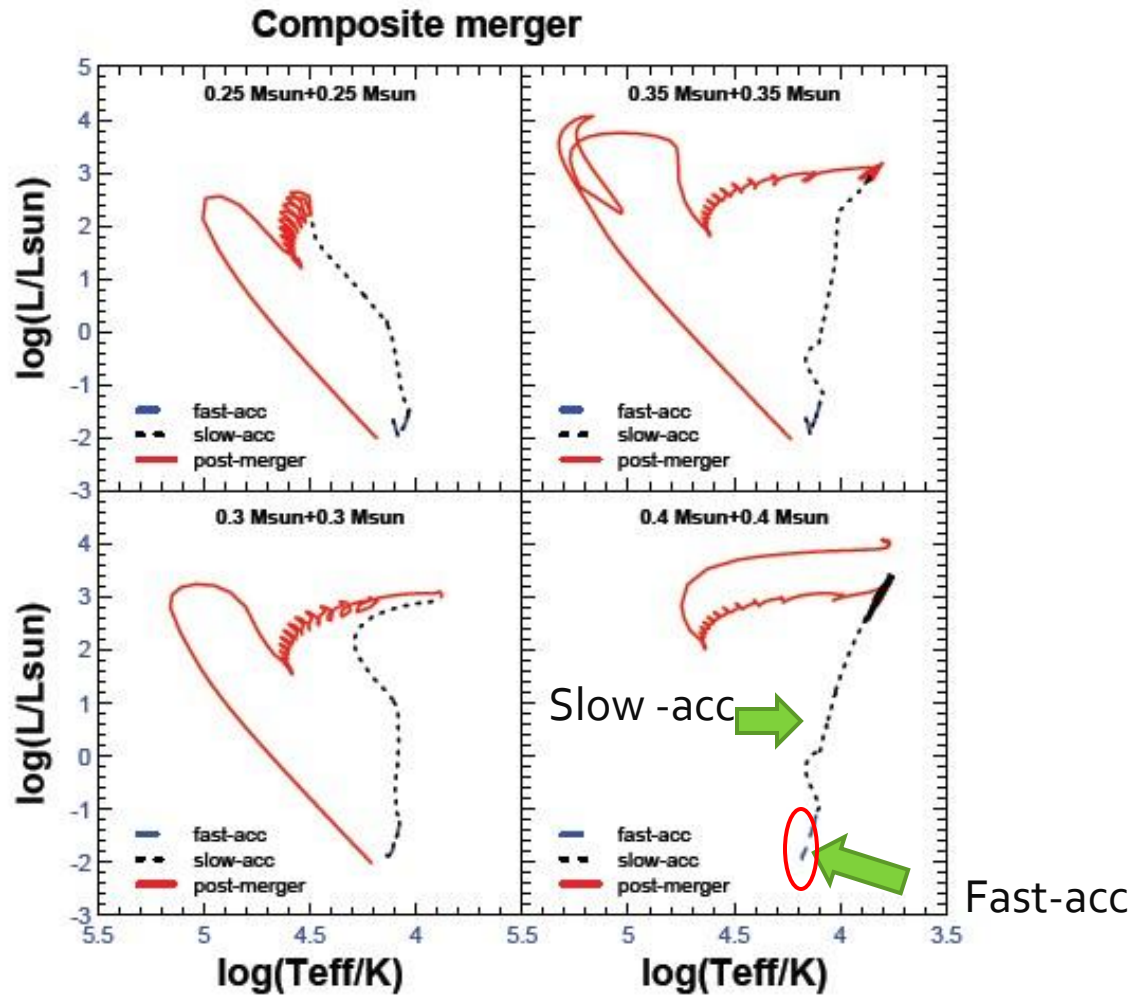 Composite merger
0.25 Msun+0.25 Msun
0.35 Msun+0.35 Msun
log(L/Lsun)
5
4
3
2
1
0
-1
-2
-3
fast-acc
slow-acc
post-merger
fast-acc
slow-acc
post-merger
0.3 Msun+0.3 Msun
0.4 Msun+0.4 Msun
log(L/Lsun)
4
3
2
1
0
-1
-2
-3
Slow -acc
fast-acc
slow-acc
post-merger
fast-acc
slow-acc
post-merger
Fast-acc
5.5 5 4.5 5.5 5 4.5 4 3.5
log(Teff/K) log(Teff/K)